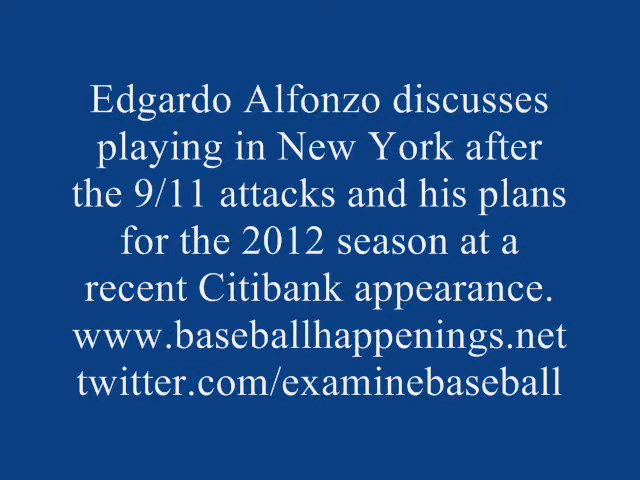 Edgardo Alfonzo discusses
playing in New York after
the 9/11 attacks and his plans
for the 2012 season at a
recent Citibank appearance.
www.baseballhappenings.net
twitter.com/examinebaseball